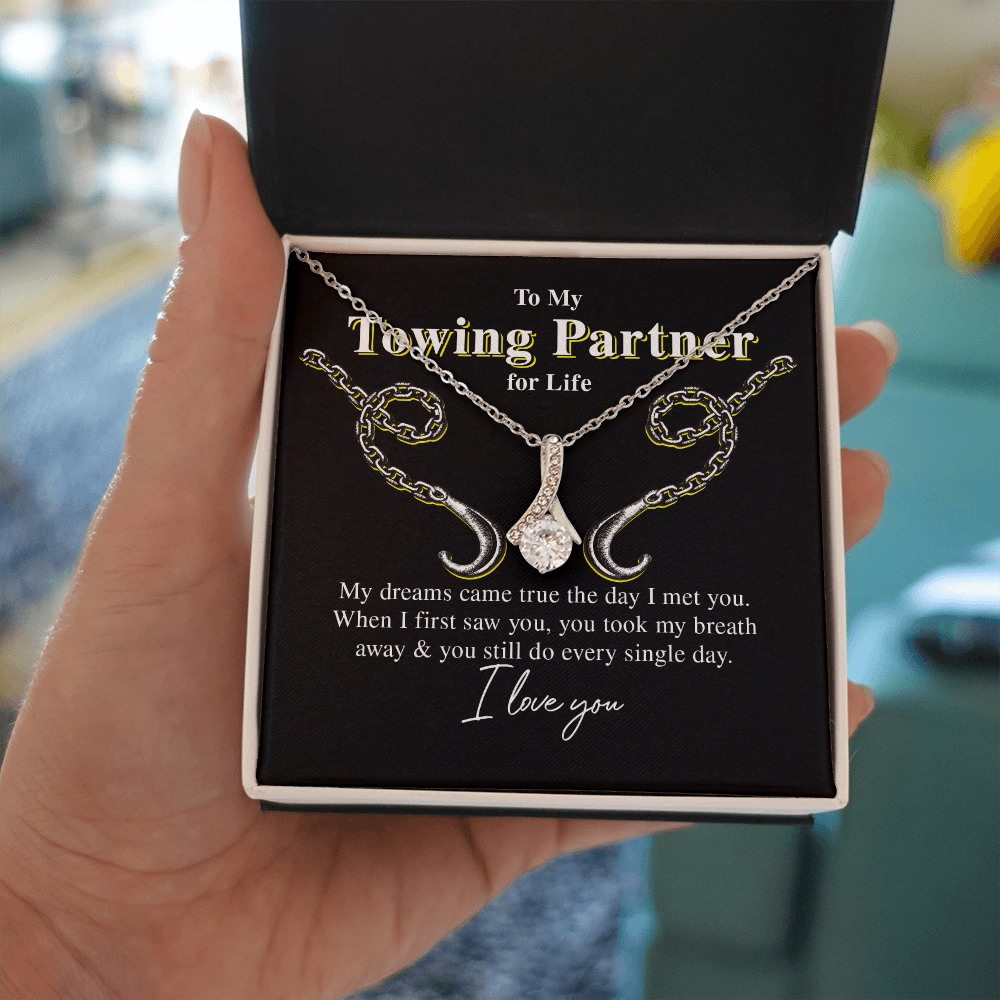 To My
Towing Partner
for Life
My dreams came true the day I met you.
When I first saw you, you took my breath
away & you still do every single day.
I love you